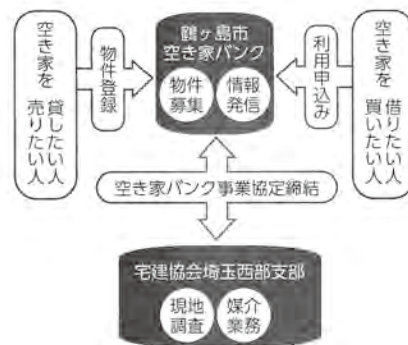 空き家を
貸したい人
売りたい人
物件登録
鶴ヶ島市
空き家バンク
物件
募集
情報
発信
利用申込み
空き家を
借りたい人
買いたい人
空き家バンク事業協定締結
宅建協会埼玉西部支部
現地
調査
媒介
業務